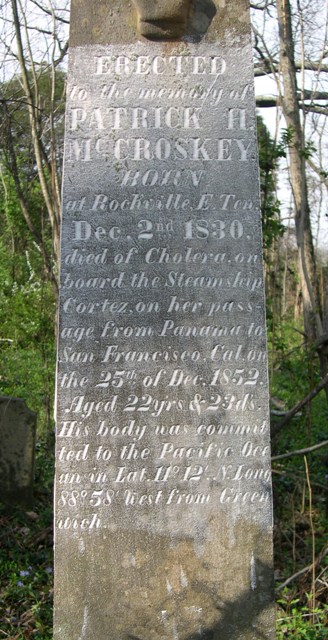 ERECTED
to the memory of
PATRICK H.
McCROSKEY.
BORN
at Rockville, E. Ten.
Dec. 2nd 1830.
died of Cholera, on
board the Steamship
Cortez, on her pass
age from Panama to
San Francisco, Cal. on
the 25th of Dec. 1852.
Aged 22yrs & 23ds.
His body was commit
ted to the Pacific Oce
an in Lat. 11° 12', N. Long
88° 58' west from Green
wich.